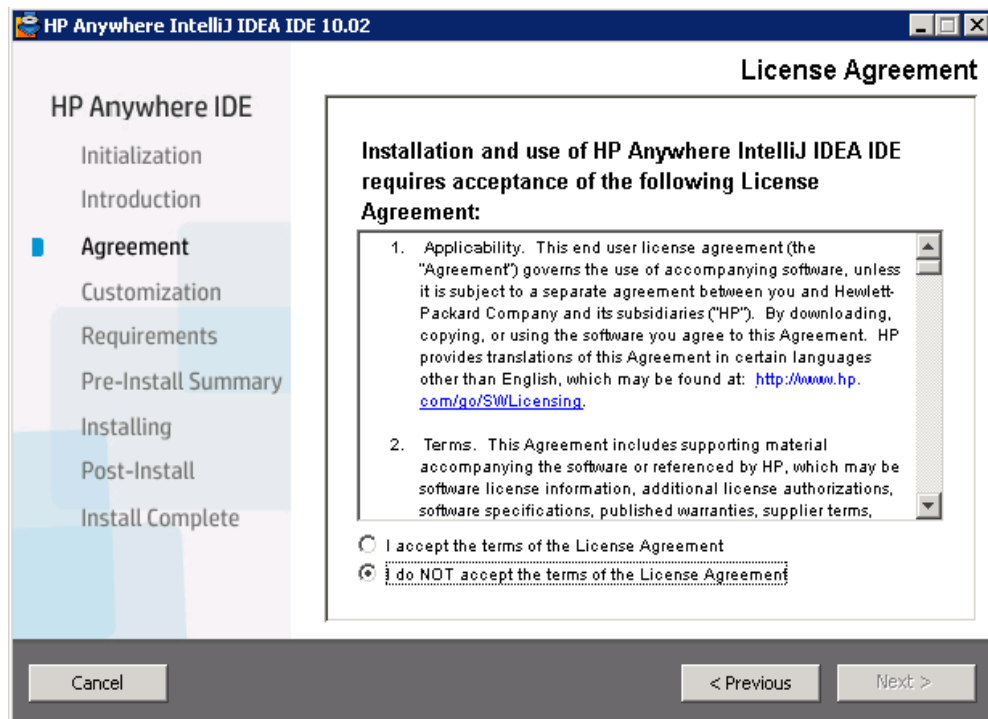 HP Anywhere IntelliJ IDEA IDE 10.02
License Agreement
HP Anywhere IDE
Initialization
Introduction
Agreement
Customization
Requirements
Pre-Install Summary
Installing
Post-Install
Install Complete
Installation and use of HP Anywhere IntelliJ IDEA IDE
requires acceptance of the following License
Agreement:
1. Applicability. This end user license agreement (the
"Agreement") governs the use of accompanying software, unless
it is subject to a separate agreement between you and Hewlett-
Packard Company and its subsidiaries ("HP"). By downloading,
copying, or using the software you agree to this Agreement. HP
provides translations of this Agreement in certain languages
other than English, which may be found at: http://www.hp.
com/go/SWLicensing.
2. Terms. This Agreement includes supporting material
accompanying the software or referenced by HP, which may be
software license information, additional license authorizations,
software specifications, published warranties, supplier terms,
I accept the terms of the License Agreement
I do NOT accept the terms of the License Agreement
Cancel
< Previous
Next >